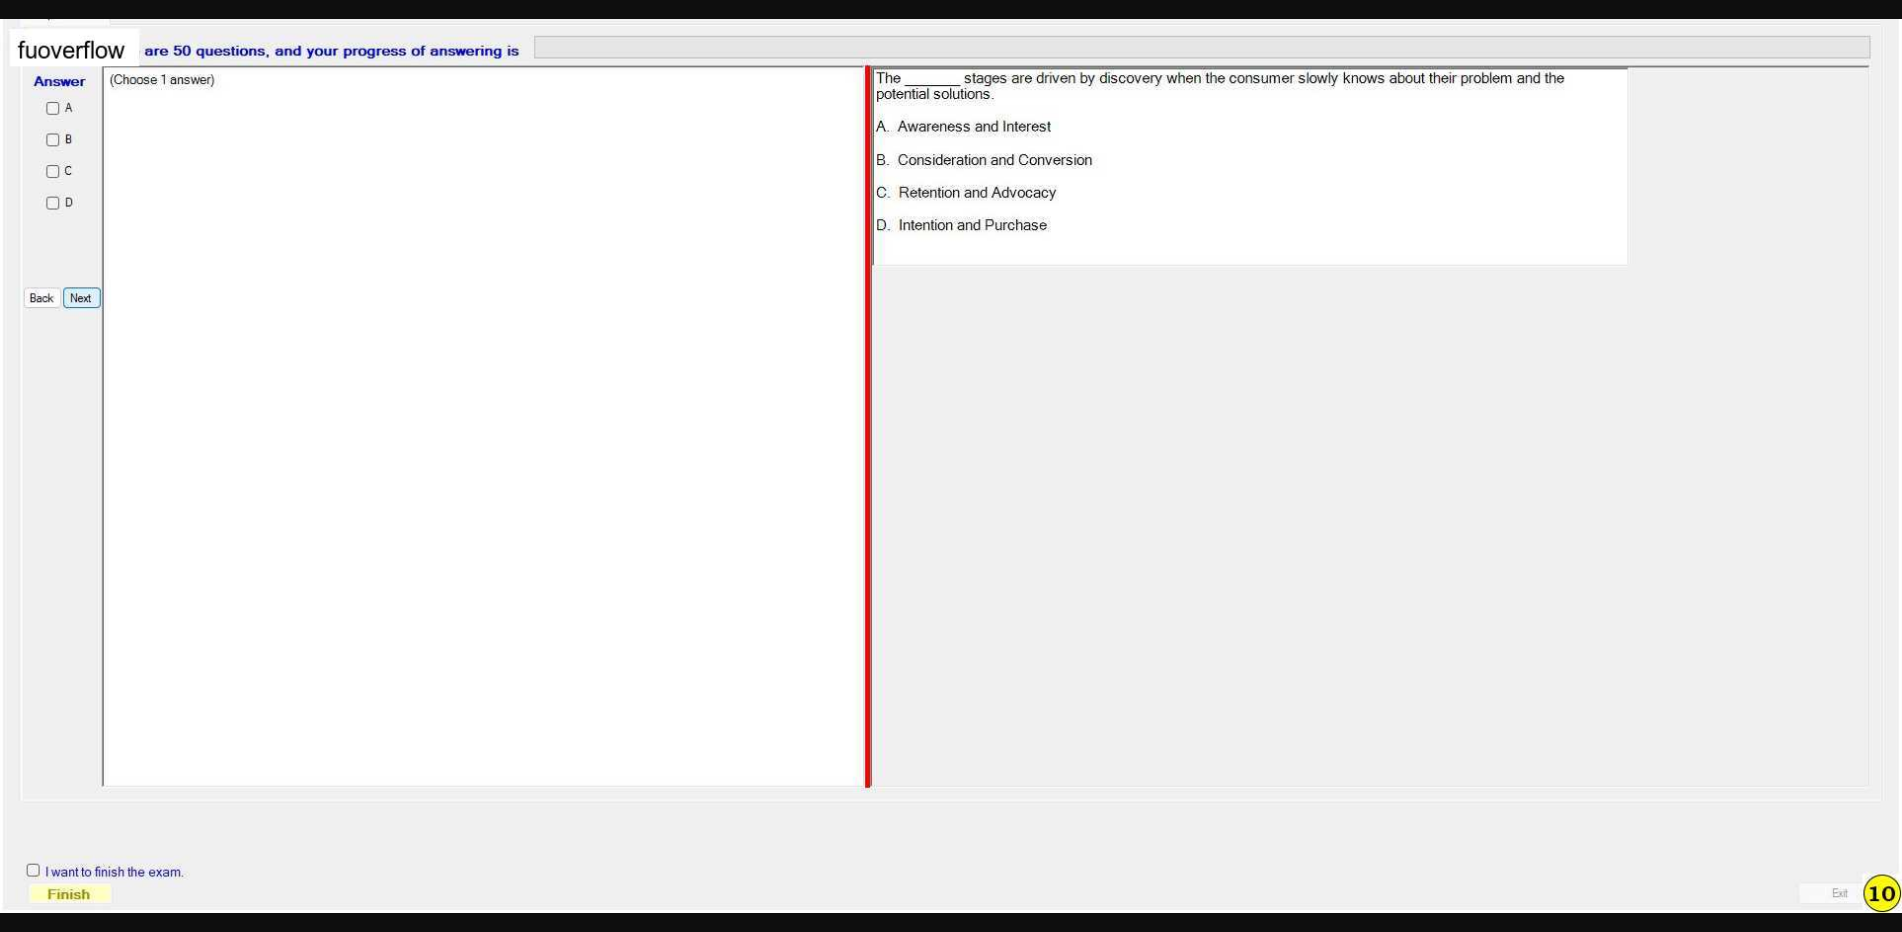 fuoverflow are 50 questions, and your progress of answering is
Answer
(Choose 1 answer)
A
B
C
D
Back Next
The _______ stages are driven by discovery when the consumer slowly knows about their problem and the
potential solutions.
A. Awareness and Interest
B. Consideration and Conversion
C. Retention and Advocacy
D. Intention and Purchase
I want to finish the exam.
Finish
Exit
10